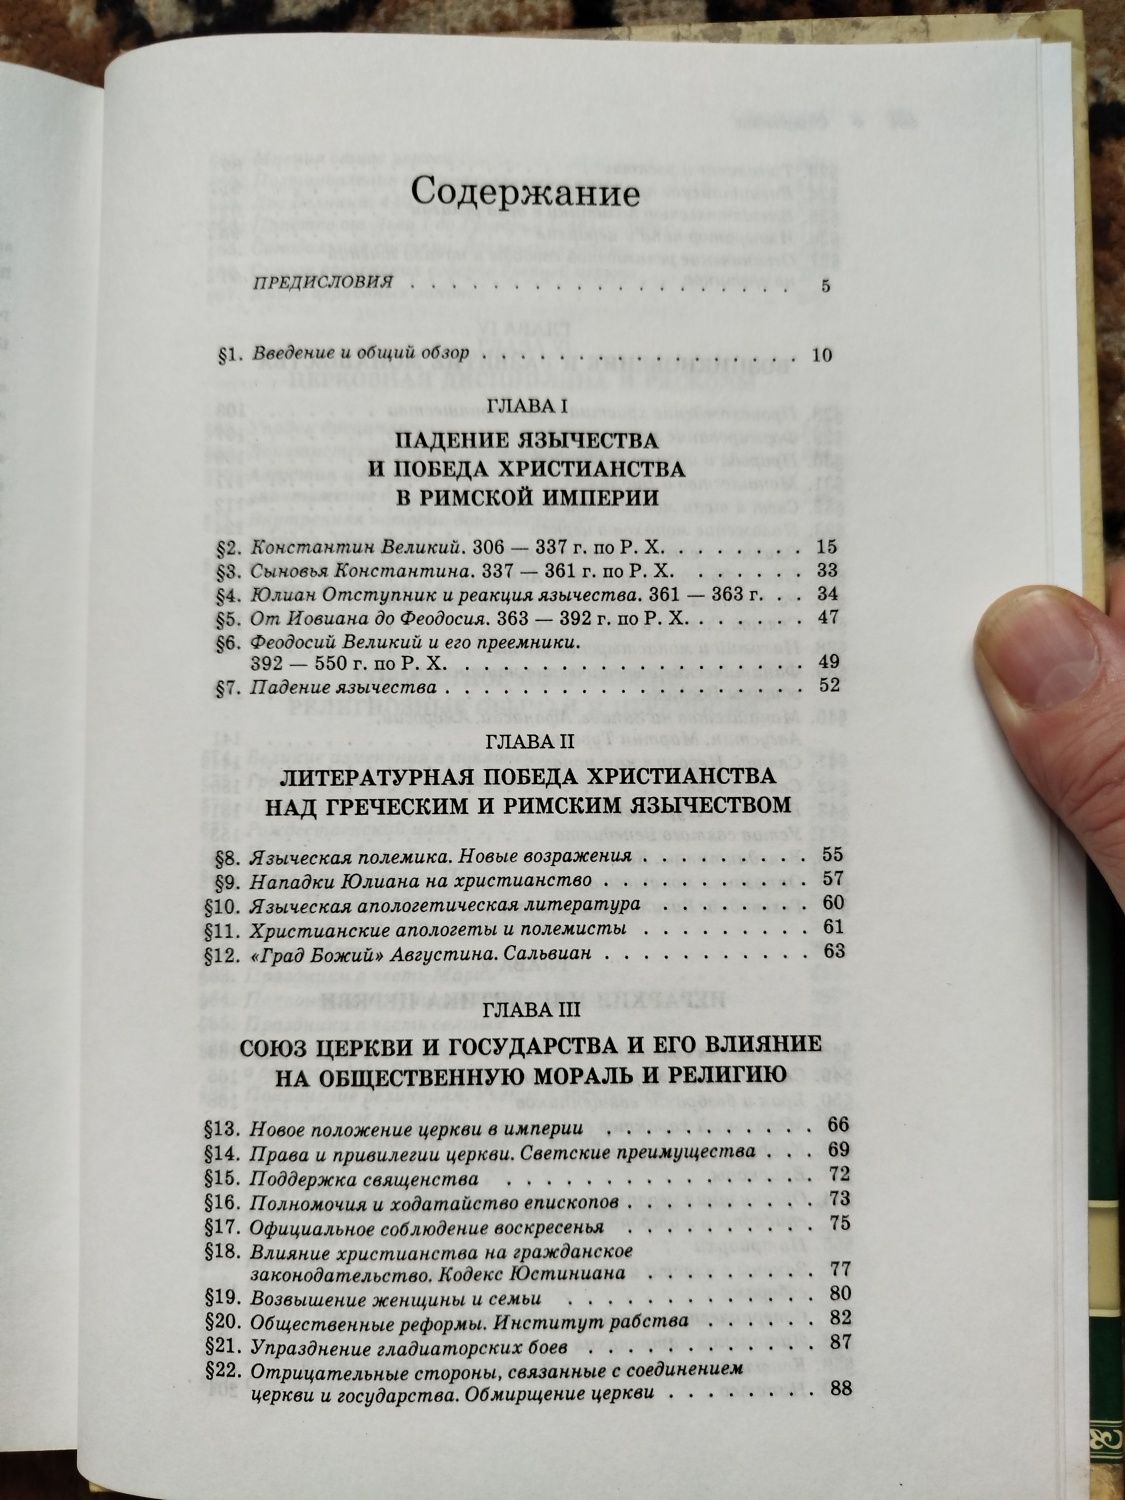 Содержание
ПРЕДИСЛОВИЯ . . . . . . . . . . . . . . . . . . . 5
§1. Введение и общий обзор . . . . . . . . . . . . . . . . 10
ГЛАВА I
ПАДЕНИЕ ЯЗЫЧЕСТВА
И ПОБЕДА ХРИСТИАНСТВА
В РИМСКОЙ ИМПЕРИИ
§2. Константин Великий. 306 — 337 г. по Р. Х. . . . . . . . 15
§3. Сыновья Константина. 337 — 361 г. по Р. Х. . . . . . . 33
§4. Юлиан Отступник и реакция язычества. 361 — 363 г. . . 34
§5. От Иовиана до Феодосия. 363 — 392 г. по Р. Х. . . . . . . 47
§6. Феодосий Великий и его преемники.
392 — 550 г. по Р. Х. . . . . . . . . . . . . . . . . . . 49
§7. Падение язычества . . . . . . . . . . . . . . . . . . 52
ГЛАВА II
ЛИТЕРАТУРНАЯ ПОБЕДА ХРИСТИАНСТВА
НАД ГРЕЧЕСКИМ И РИМСКИМ ЯЗЫЧЕСТВОМ
§8. Языческая полемика. Новые возражения . . . . . . . . . 55
§9. Нападки Юлиана на христианство . . . . . . . . . . . 57
§10. Языческая апологетическая литература . . . . . . . . 60
§11. Христианские апологеты и полемисты . . . . . . . . . 61
§12. «Град Божий» Августина. Сальвиан . . . . . . . . . . . 63
ГЛАВА III
СОЮЗ ЦЕРКВИ И ГОСУДАРСТВА И ЕГО ВЛИЯНИЕ
НА ОБЩЕСТВЕННУЮ МОРАЛЬ И РЕЛИГИЮ
§13. Новое положение церкви в империи . . . . . . . . . . . 66
§14. Права и привилегии церкви. Светские преимущества . . . 69
§15. Поддержка священства . . . . . . . . . . . . . . . . 72
§16. Полномочия и ходатайство епископов . . . . . . . . . . 73
§17. Официальное соблюдение воскресенья . . . . . . . . . . 75
§18. Влияние христианства на гражданское
законодательство. Кодекс Юстиниана . . . . . . . . . 77
§19. Возвышение женщины и семьи . . . . . . . . . . . . . 80
§20. Общественные реформы. Институт рабства . . . . . . 82
§21. Упразднение гладиаторских боев . . . . . . . . . . . . 87
§22. Отрицательные стороны, связанные с соединением
церкви и государства. Обмирщение церкви . . . . . . . . 88